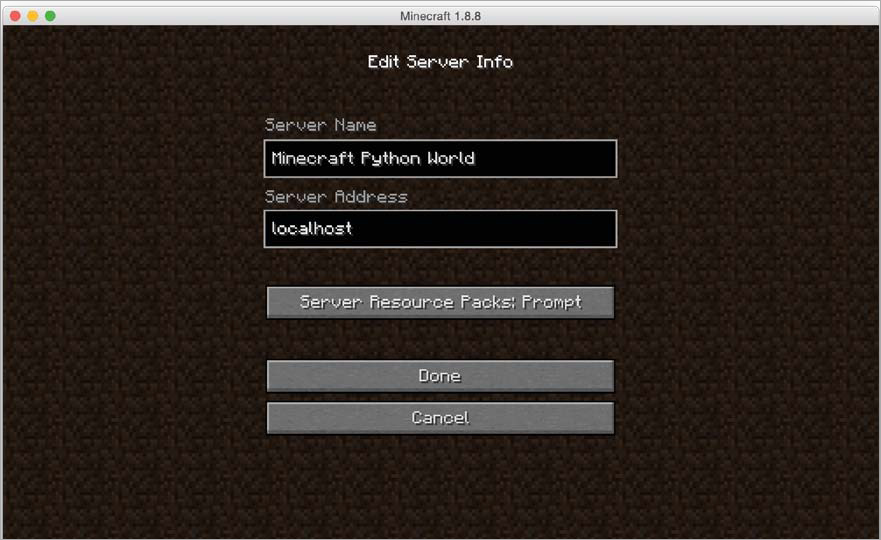 Minecraft 1.8.8
Edit Server Info
Server Name
Minecraft Python World
Server Address
localhost
Server Resource Packs: Prompt
Done
Cancel